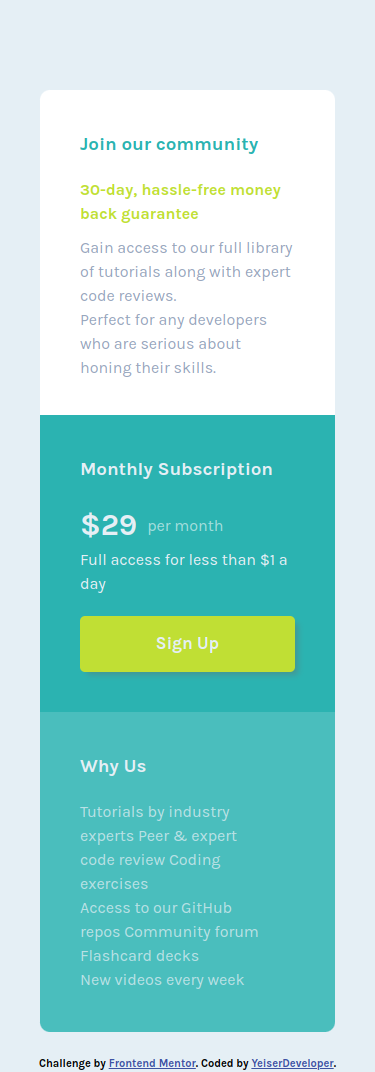 Join our community
30-day, hassle-free money
back guarantee
Gain access to our full library
of tutorials along with expert
code reviews.
Perfect for any developers
who are serious about
honing their skills.
Monthly Subscription
$29 per month
Full access for less than $1 a
day
Sign Up
Why Us
Tutorials by industry
experts Peer & expert
code review Coding
exercises
Access to our GitHub
repos Community forum
Flashcard decks
New videos every week
Challenge by Frontend Mentor. Coded by YeiserDeveloper.